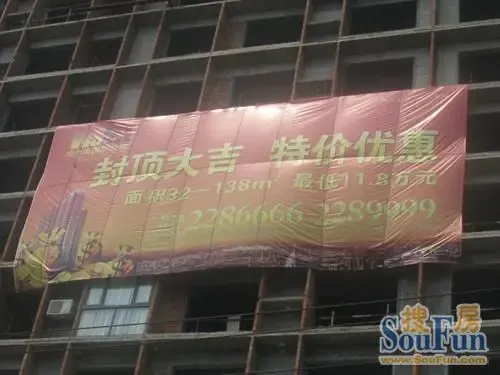 封顶大吉 特价优惠
面积32—138m² 最低11.8万元
2286666 2289999
搜房
SouFun
www.SouFun.com